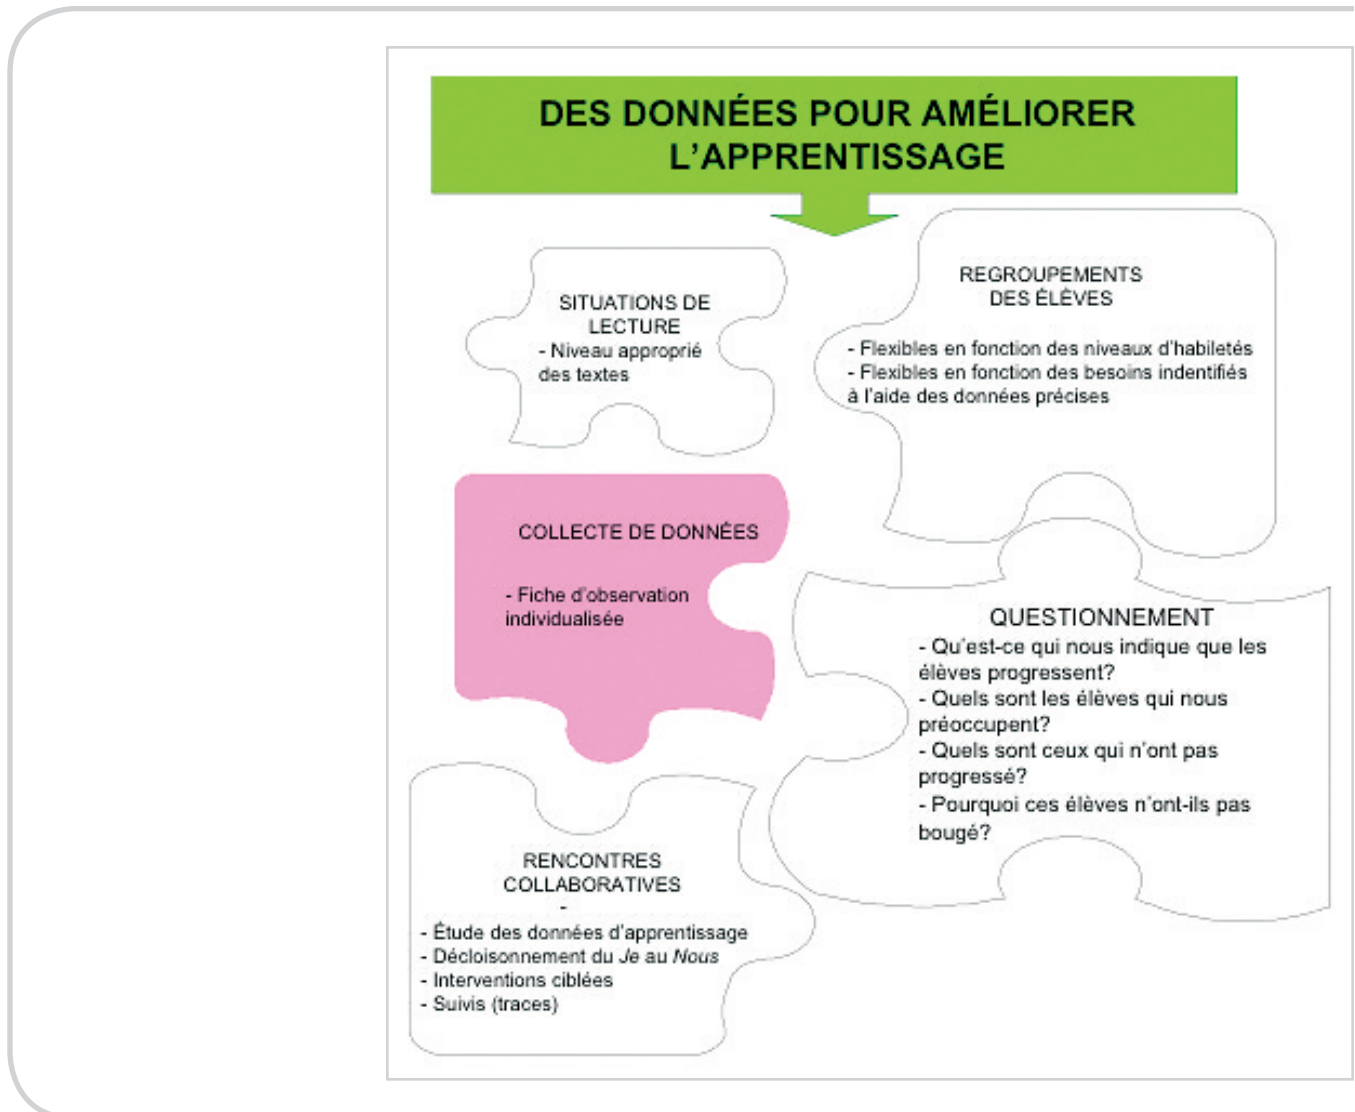 DES DONNÉES POUR AMÉLIORER
L'APPRENTISSAGE
SITUATIONS DE
LECTURE
- Niveau approprié
des textes
REGROUPEMENTS
DES ÉLÈVES
- Flexibles en fonction des niveaux d'habiletés
- Flexibles en fonction des besoins indentifiés
à l'aide des données précises
COLLECTE DE DONNÉES
- Fiche d'observation
individualisée
QUESTIONNEMENT
- Qu'est-ce qui nous indique que les
élèves progressent?
- Quels sont les élèves qui nous
préoccupent?
- Quels sont ceux qui n'ont pas
progressé?
- Pourquoi ces élèves n'ont-ils pas
bougé?
RENCONTRES
COLLABORATIVES
-
- Étude des données d'apprentissage
- Décloisonnement du Je au Nous
- Interventions ciblées
- Suivis (traces)